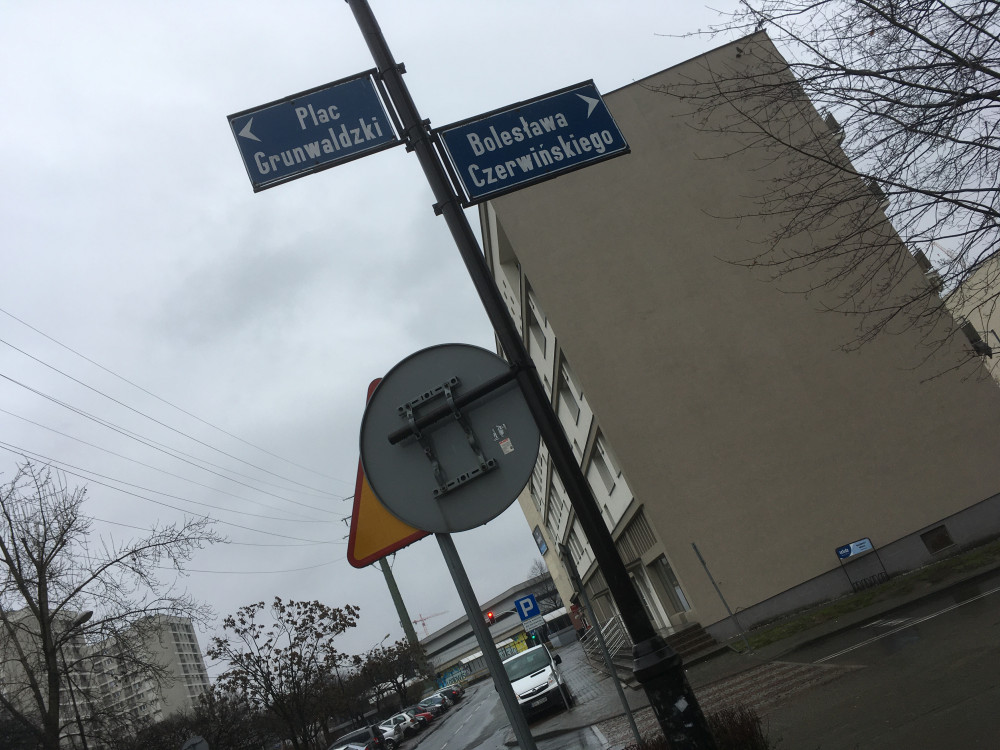 Plac
Grunwaldzki
Bolesława
Czerwińskiego
P